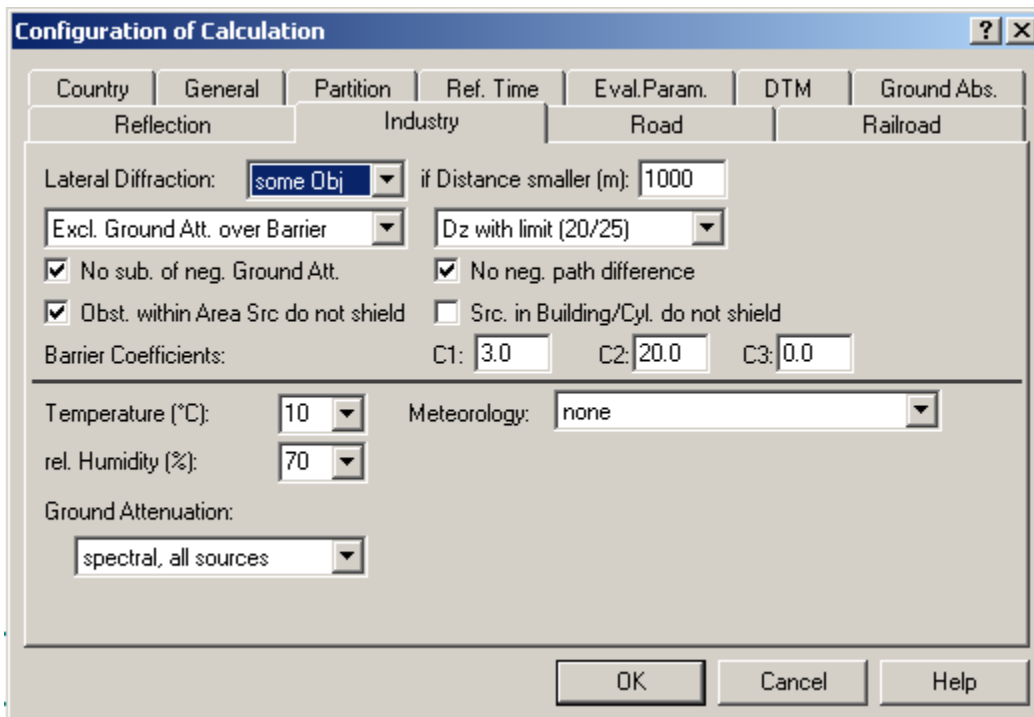 Configuration of Calculation
Country General Partition Ref. Time Eval.Param. DTM Ground Abs.
Reflection Industry Road Railroad
Lateral Diffraction: some Obj if Distance smaller (m): 1000
Excl. Ground Att. over Barrier Dz with limit (20/25)
No sub. of neg. Ground Att. No neg. path difference
Obst. within Area Src do not shield Src. in Building/Cyl. do not shield
Barrier Coefficients: C1: 3.0 C2: 20.0 C3: 0.0
Temperature (°C): 10 Meteorology: none
rel. Humidity (%): 70
Ground Attenuation:
spectral, all sources
OK Cancel Help